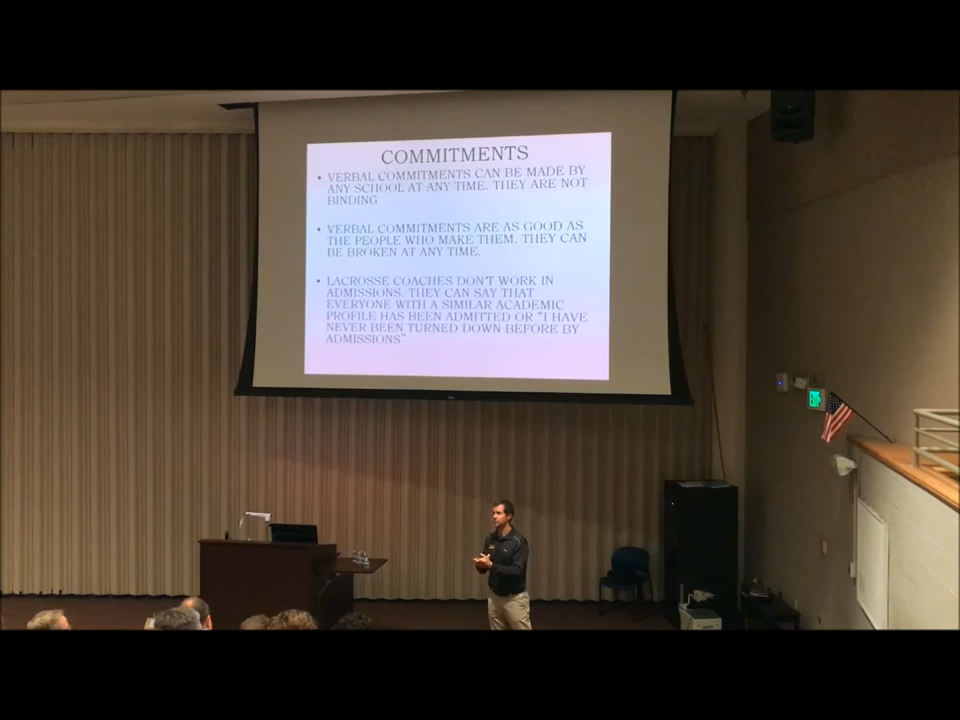 COMMITMENTS
• VERBAL COMMITMENTS CAN BE MADE BY
ANY SCHOOL AT ANY TIME. THEY ARE NOT
BINDING
• VERBAL COMMITMENTS ARE AS GOOD AS
THE PEOPLE WHO MAKE THEM. THEY CAN
BE BROKEN AT ANY TIME.
• LACROSSE COACHES DON'T WORK IN
ADMISSIONS. THEY CAN SAY THAT
EVERYONE WITH A SIMILAR ACADEMIC
PROFILE HAS BEEN ADMITTED OR "I HAVE
NEVER BEEN TURNED DOWN BEFORE BY
ADMISSIONS"